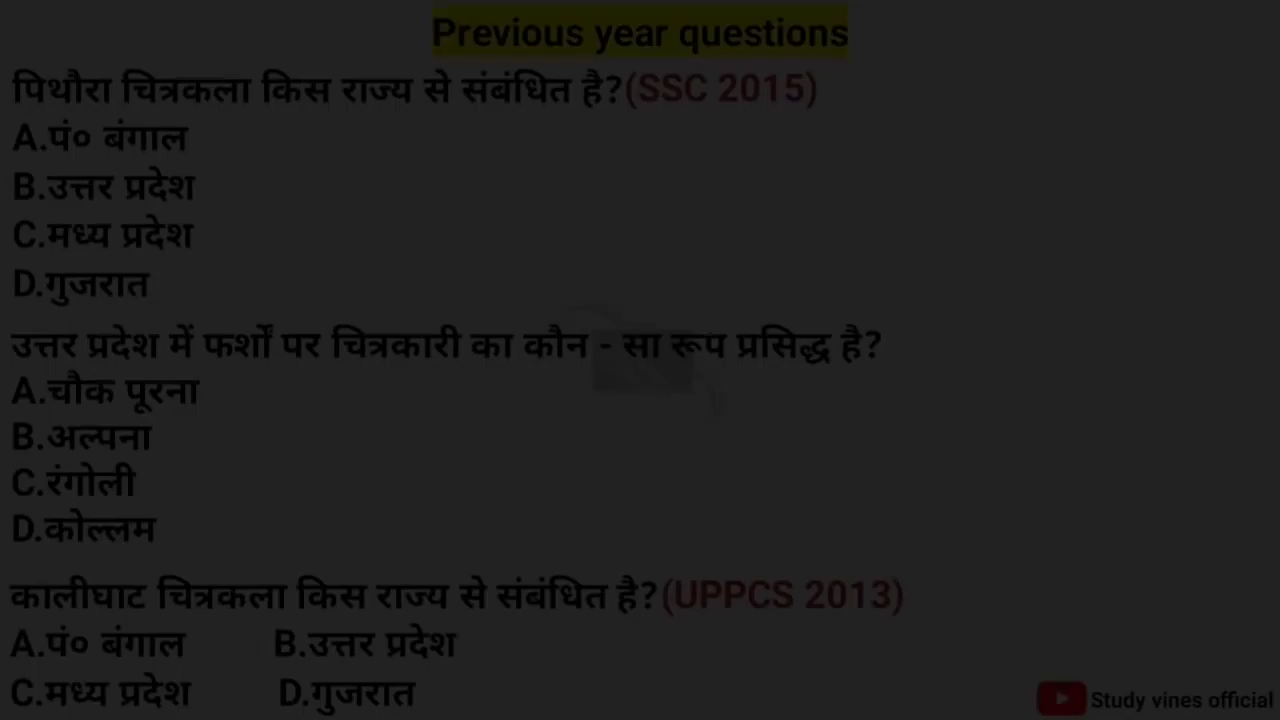 Previous year questions
पिथौरा चित्रकला किस राज्य से संबंधित है?(SSC 2015)
A.पं० बंगाल
B.उत्तर प्रदेश
C.मध्य प्रदेश
D.गुजरात
उत्तर प्रदेश में फर्शों पर चित्रकारी का कौन - सा रूप प्रसिद्ध है?
A.चौक पूरना
B.अल्पना
C.रंगोली
D.कोल्लम
कालीघाट चित्रकला किस राज्य से संबंधित है?(UPPCS 2013)
A.पं० बंगाल B.उत्तर प्रदेश
C.मध्य प्रदेश D.गुजरात
Study vines official